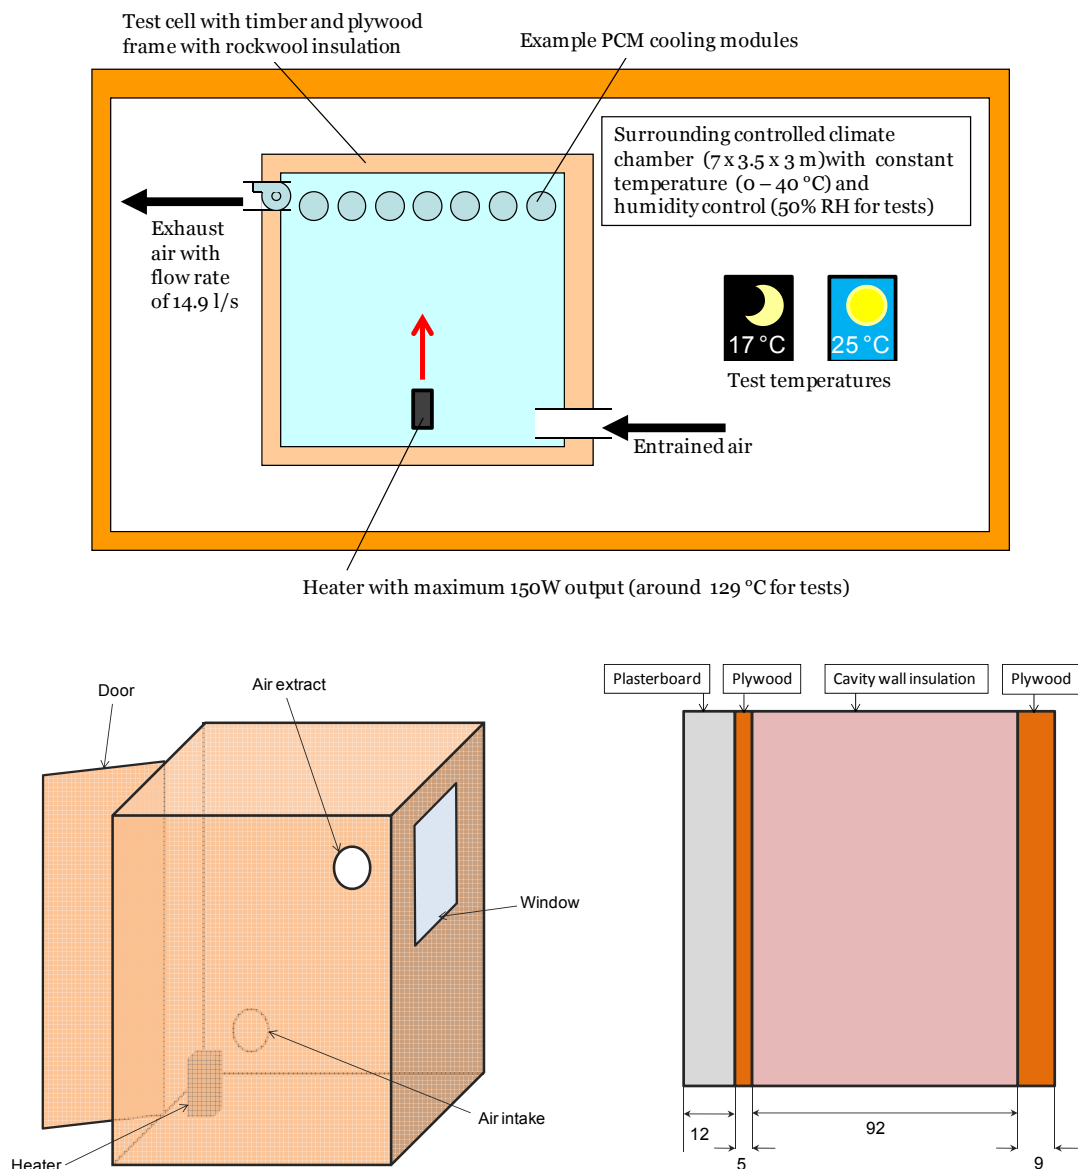 Test cell with timber and plywood
frame with rockwool insulation
Example PCM cooling modules
Surrounding controlled climate
chamber (7 x 3.5 x 3 m)with constant
temperature (0 – 40 °C) and
humidity control (50% RH for tests)
Exhaust
air with
flow rate
of 14.9 l/s
17 °C
25 °C
Test temperatures
Entrained air
Heater with maximum 150W output (around 129 °C for tests)
Door
Air extract
Window
Air intake
Heater
Plasterboard
Plywood
Cavity wall insulation
Plywood
12
5
92
9